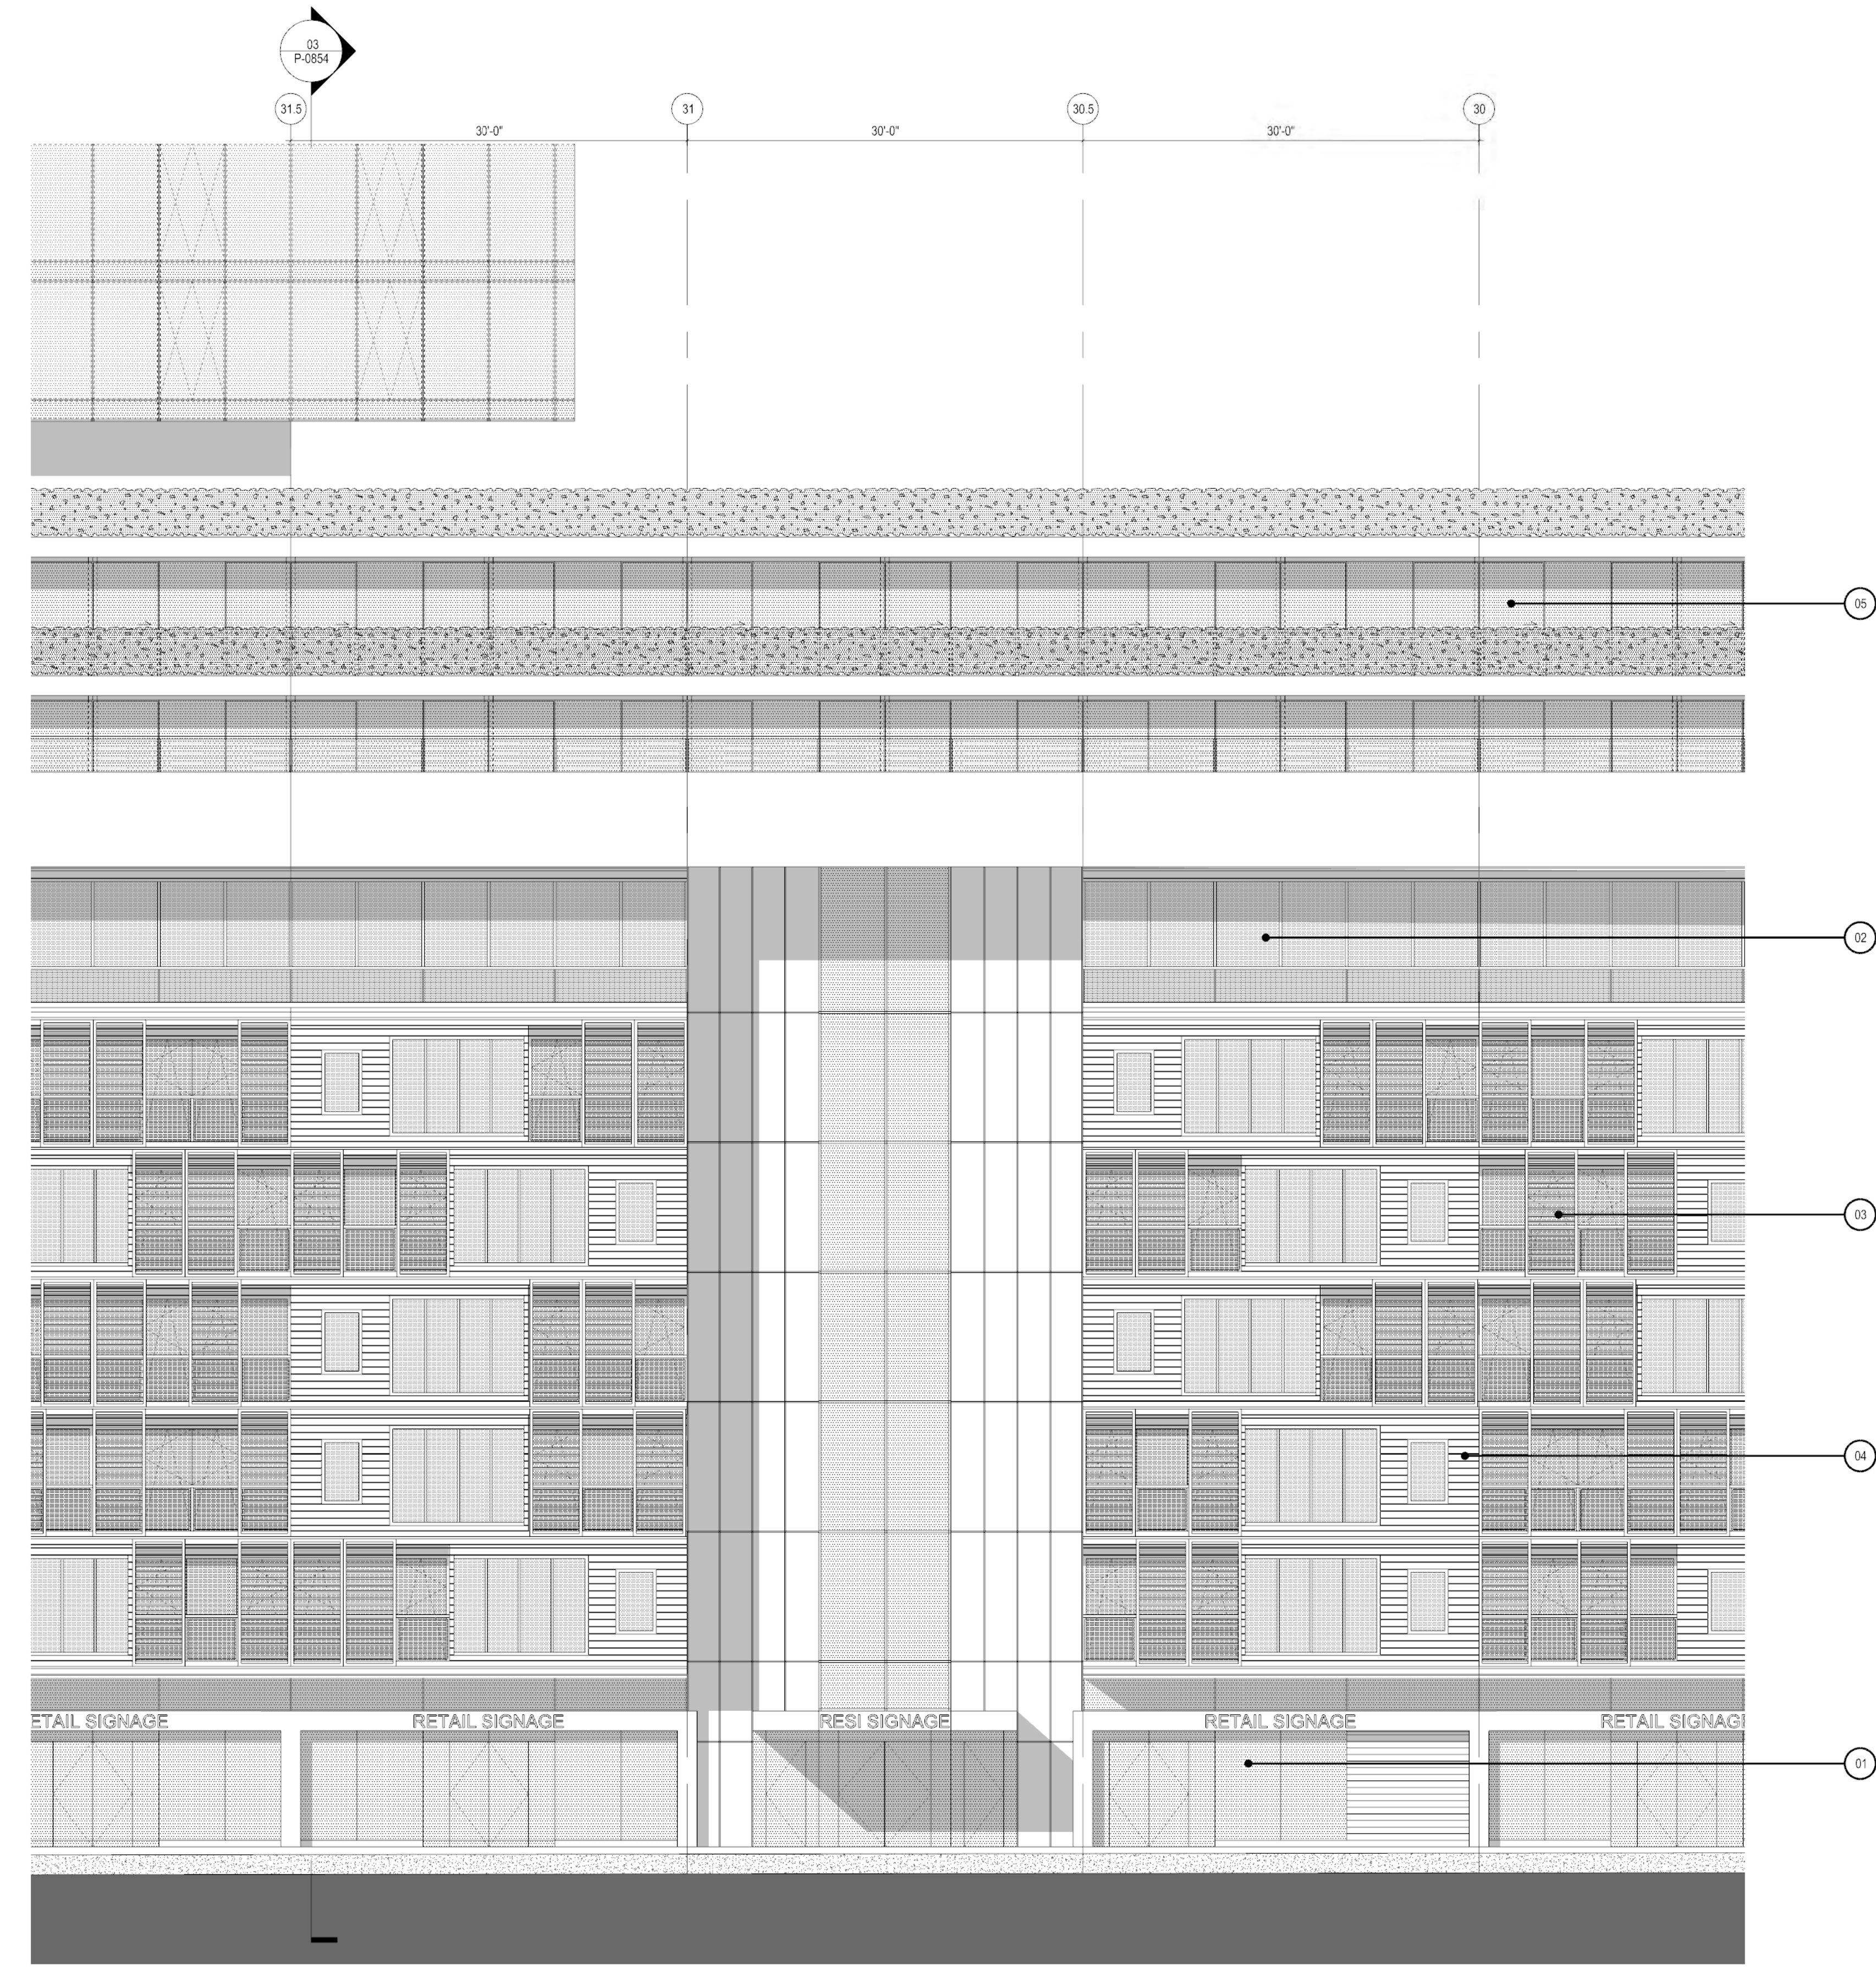 03
P-0854
31.5
31
30.5
30
30'-0"
30'-0"
30'-0"
05
02
03
04
ETAIL SIGNAGE
RETAIL SIGNAGE
RESI SIGNAGE
RETAIL SIGNAGE
RETAIL SIGNAG
01